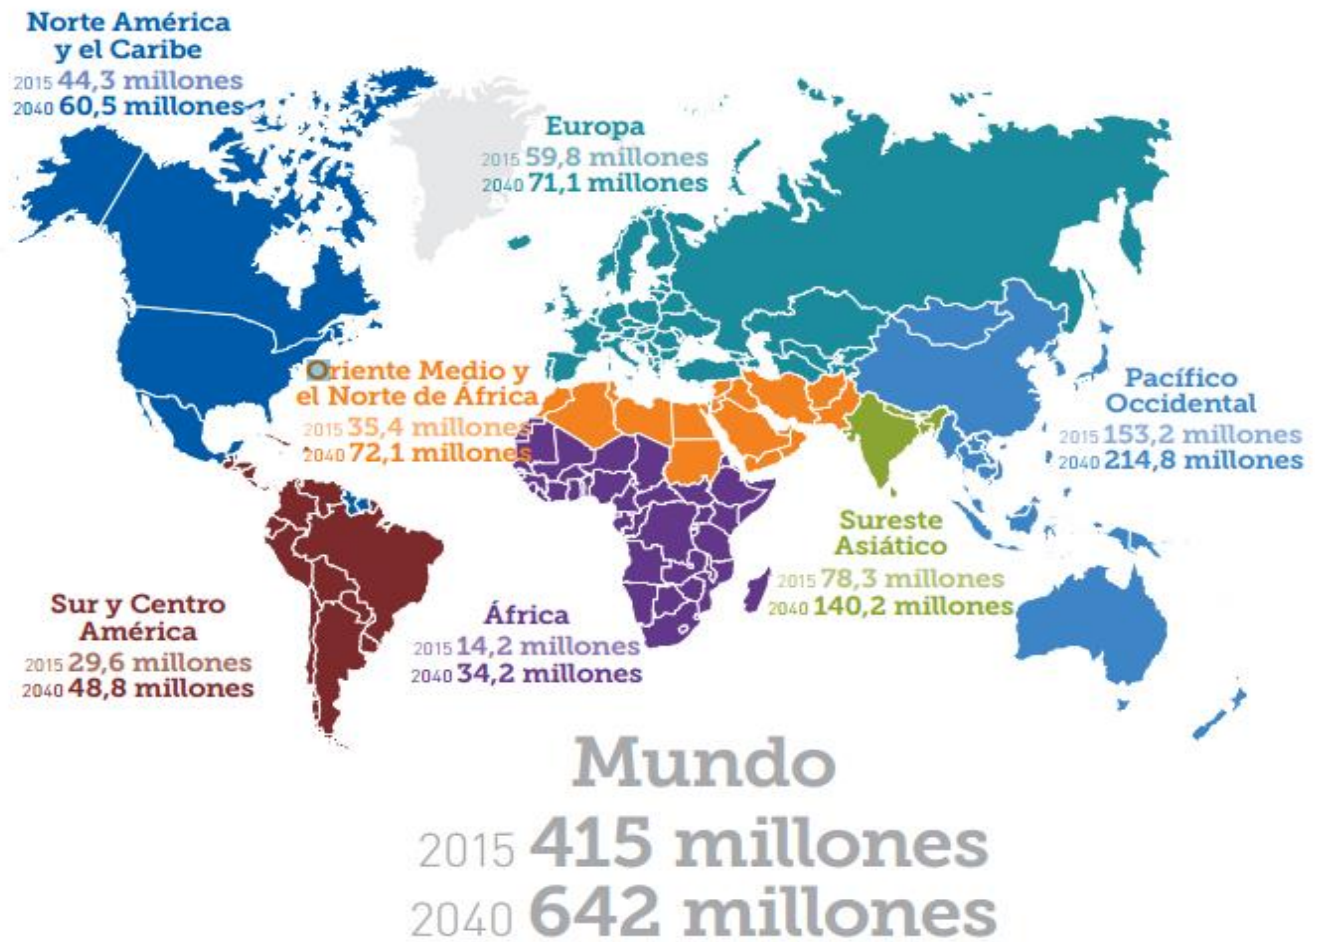 Norte América
y el Caribe
2015 44,3 millones
2040 60,5 millones
Europa
2015 59,8 millones
2040 71,1 millones
Oriente Medio y
el Norte de África
2015 35,4 millones
2040 72,1 millones
Pacífico
Occidental
2015 153,2 millones
2040 214,8 millones
Sureste
Asiático
2015 78,3 millones
2040 140,2 millones
Sur y Centro
América
2015 29,6 millones
2040 48,8 millones
África
2015 14,2 millones
2040 34,2 millones
Mundo
2015 415 millones
2040 642 millones